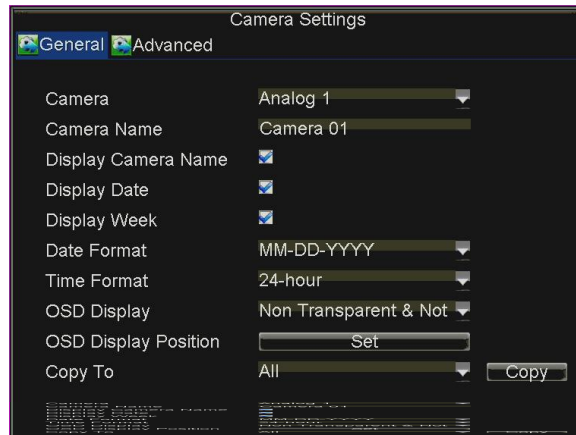 Camera Settings
General Advanced
Camera Analog 1
Camera Name Camera 01
Display Camera Name
Display Date
Display Week
Date Format MM-DD-YYYY
Time Format 24-hour
OSD Display Non Transparent & Not
OSD Display Position Set
Copy To All Copy